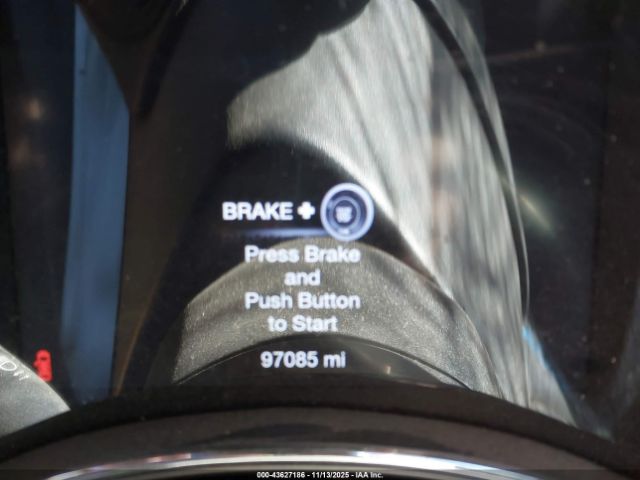 BRAKE +
Press Brake
and
Push Button
to Start
97085 mi
000-43627186 - 11/13/2025 - IAA Inc.